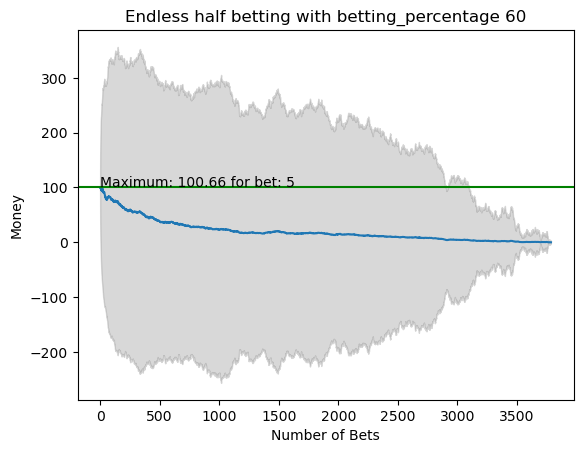 Endless half betting with betting_percentage 60
Money
300
200
100
0
−100
−200
Maximum: 100.66 for bet: 5
0 500 1000 1500 2000 2500 3000 3500
Number of Bets